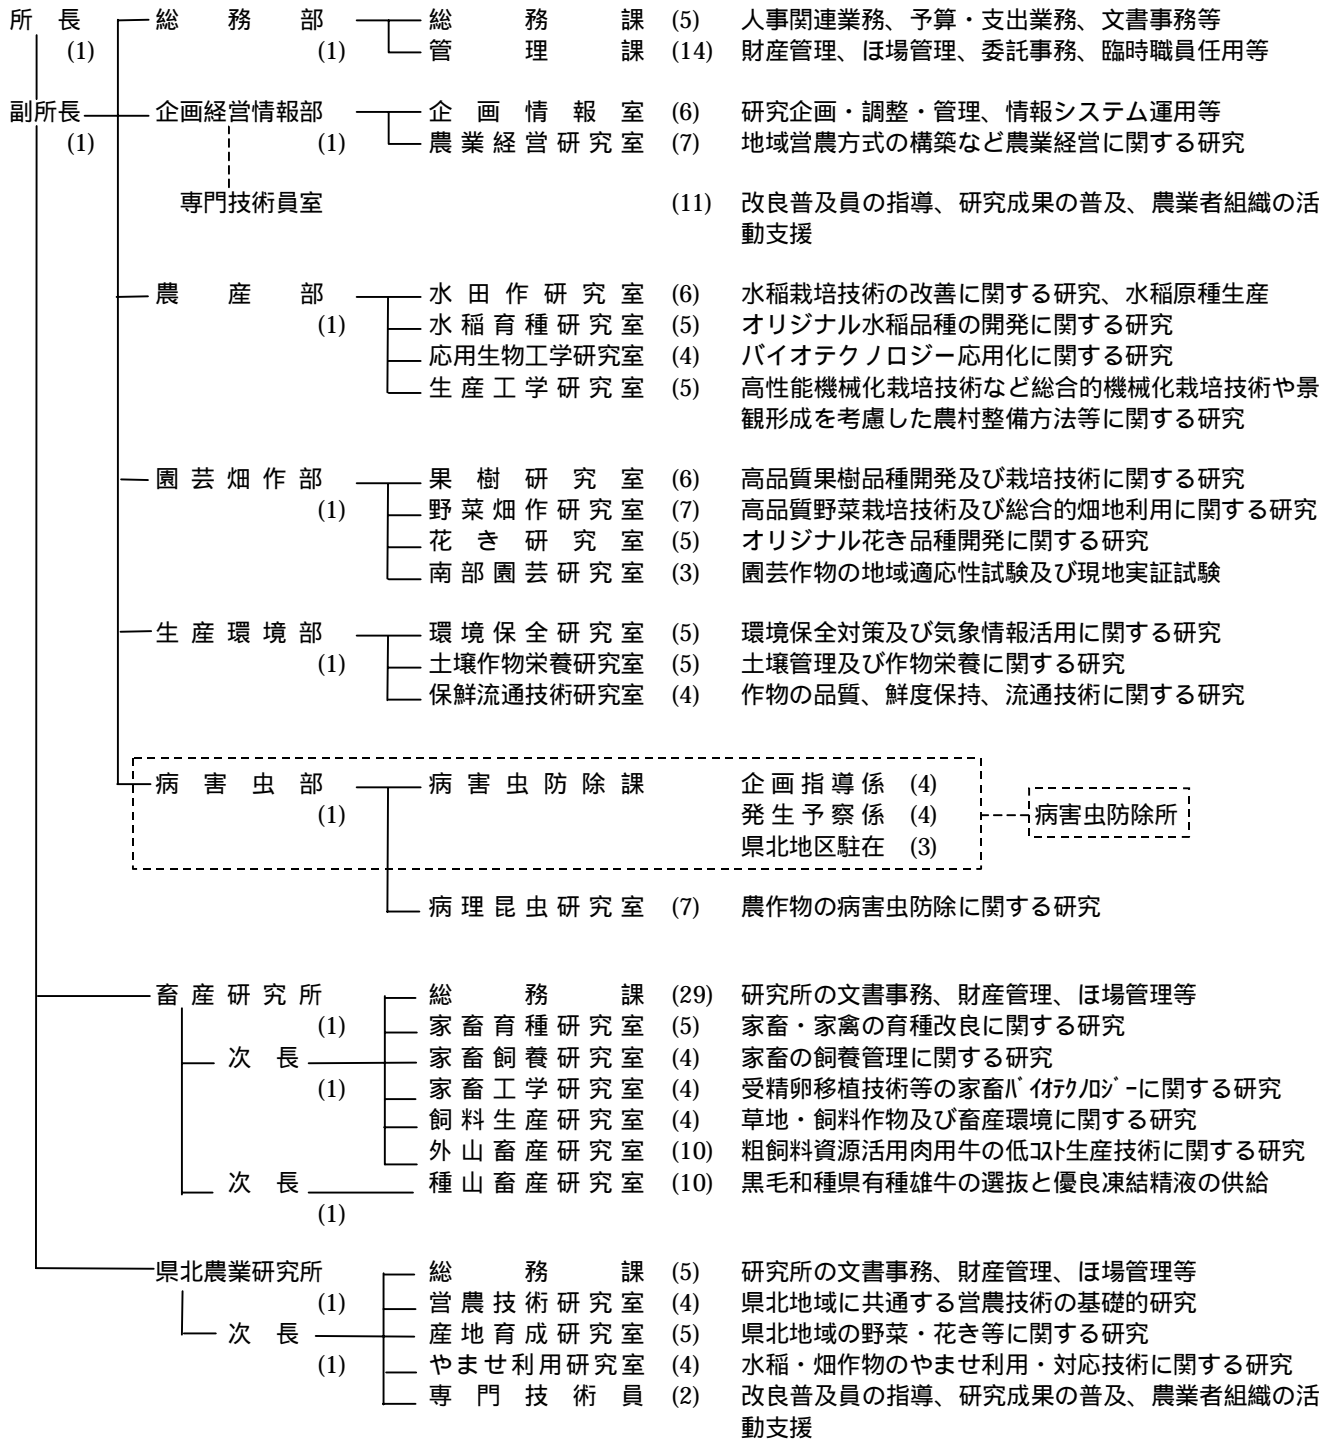 所　長　総　務　部　総　務　課　(5)　人事関連業務、予算・支出業務、文書事務等
(1)　(1)　管　理　課　(14)　財産管理、ほ場管理、委託事務、臨時職員任用等
副所長　企画経営情報部　企　画　情　報　室　(6)　研究企画・調整・管理、情報システム運用等
(1)　(1)　農業経営研究室　(7)　地域営農方式の構築など農業経営に関する研究
専門技術員室　(11)　改良普及員の指導、研究成果の普及、農業者組織の活
動支援
農　産　部　水田作研究室　(6)　水稲栽培技術の改善に関する研究、水稲原種生産
(1)　水稲育種研究室　(5)　オリジナル水稲品種の開発に関する研究
応用生物工学研究室　(4)　バイオテクノロジー応用化に関する研究
生産工学研究室　(5)　高性能機械化栽培技術など総合的機械化栽培技術や景
観形成を考慮した農村整備方法等に関する研究
園芸畑作部　果樹研究室　(6)　高品質果樹品種開発及び栽培技術に関する研究
(1)　野菜畑作研究室　(7)　高品質野菜栽培技術及び総合的畑地利用に関する研究
花き研究室　(5)　オリジナル花き品種開発に関する研究
南部園芸研究室　(3)　園芸作物の地域適応性試験及び現地実証試験
生産環境部　環境保全研究室　(5)　環境保全対策及び気象情報活用に関する研究
(1)　土壌作物栄養研究室　(5)　土壌管理及び作物栄養に関する研究
保鮮流通技術研究室　(4)　作物の品質、鮮度保持、流通技術に関する研究
病害虫部　病害虫防除課　企画指導係　(4)
(1)　発生予察係　(4)　病害虫防除所
県北地区駐在　(3)
病理昆虫研究室　(7)　農作物の病害虫防除に関する研究
畜産研究所　総　務　課　(29)　研究所の文書事務、財産管理、ほ場管理等
(1)　家畜育種研究室　(5)　家畜・家禽の育種改良に関する研究
次　長　家畜飼養研究室　(4)　家畜の飼養管理に関する研究
(1)　家畜工学研究室　(4)　受精卵移植技術等の家畜ﾊﾞｲｵﾃｸﾉﾛｼﾞｰに関する研究
飼料生産研究室　(4)　草地・飼料作物及び畜産環境に関する研究
外山畜産研究室　(10)　粗飼料資源活用肉用牛の低ｺｽﾄ生産技術に関する研究
次　長　種山畜産研究室　(10)　黒毛和種県有種雄牛の選抜と優良凍結精液の供給
(1)
県北農業研究所　総　務　課　(5)　研究所の文書事務、財産管理、ほ場管理等
(1)　営農技術研究室　(4)　県北地域に共通する営農技術の基礎的研究
次　長　産地育成研究室　(5)　県北地域の野菜・花き等に関する研究
(1)　やませ利用研究室　(4)　水稲・畑作物のやませ利用・対応技術に関する研究
専門技術員　(2)　改良普及員の指導、研究成果の普及、農業者組織の活
動支援